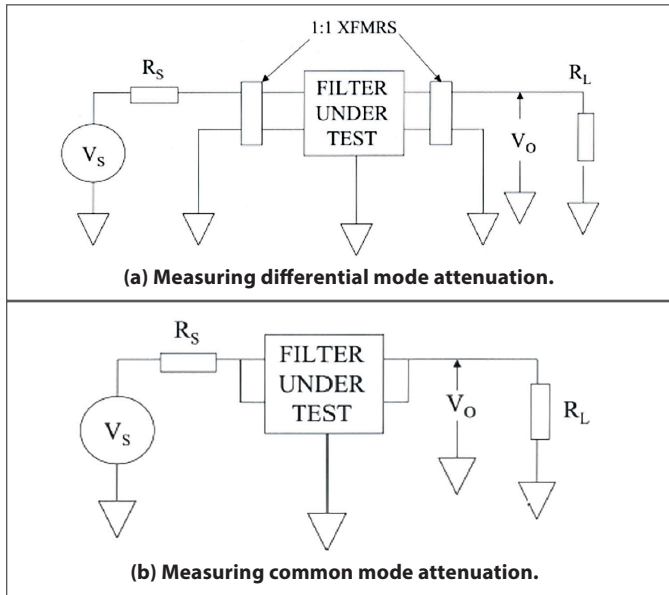 1:1 XFMRS
R_S
R_L
FILTER
UNDER
TEST
V_S
V_O
(a) Measuring differential mode attenuation.
R_S
FILTER
UNDER
TEST
V_S
V_O
R_L
(b) Measuring common mode attenuation.